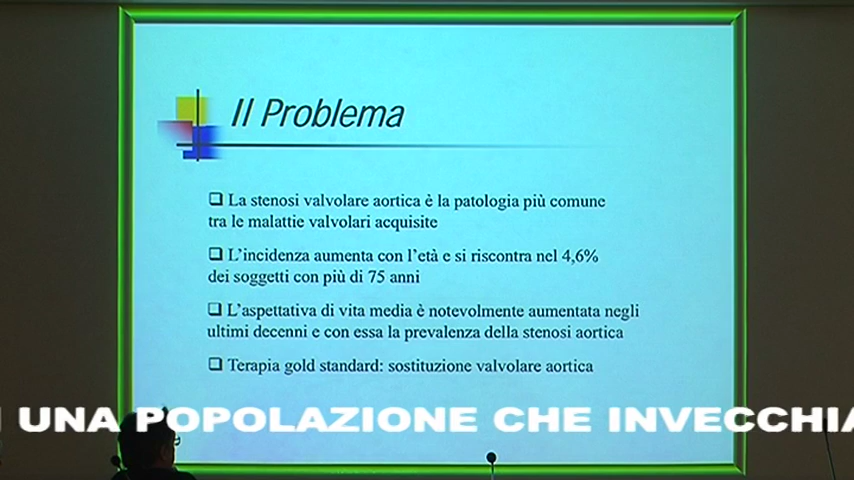 Il Problema
❑ La stenosi valvolare aortica è la patologia più comune
tra le malattie valvolari acquisite
❑ L'incidenza aumenta con l'età e si riscontra nel 4,6%
dei soggetti con più di 75 anni
❑ L'aspettativa di vita media è notevolmente aumentata negli
ultimi decenni e con essa la prevalenza della stenosi aortica
❑ Terapia gold standard: sostituzione valvolare aortica
UNA POPOLAZIONE CHE INVECCHIA